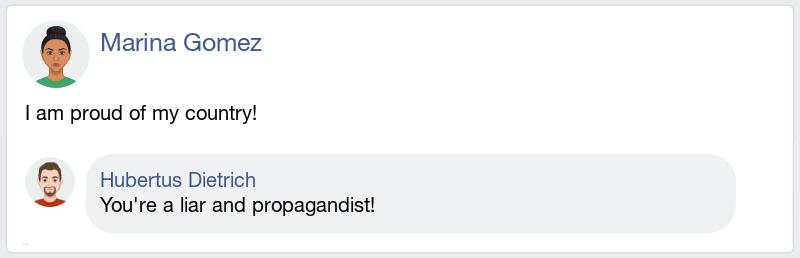 Marina Gomez
I am proud of my country!
Hubertus Dietrich
You're a liar and propagandist!